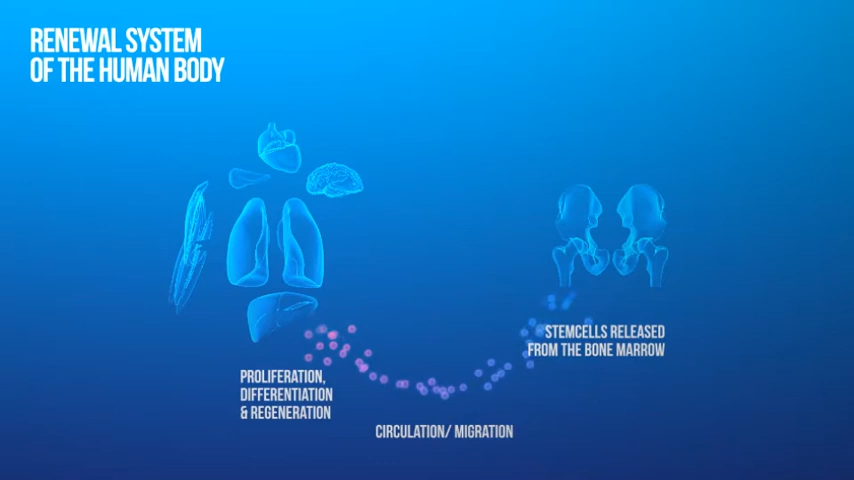 RENEWAL SYSTEM
OF THE HUMAN BODY
STEMCELLS RELEASED
FROM THE BONE MARROW
PROLIFERATION,
DIFFERENTIATION
& REGENERATION
CIRCULATION/ MIGRATION